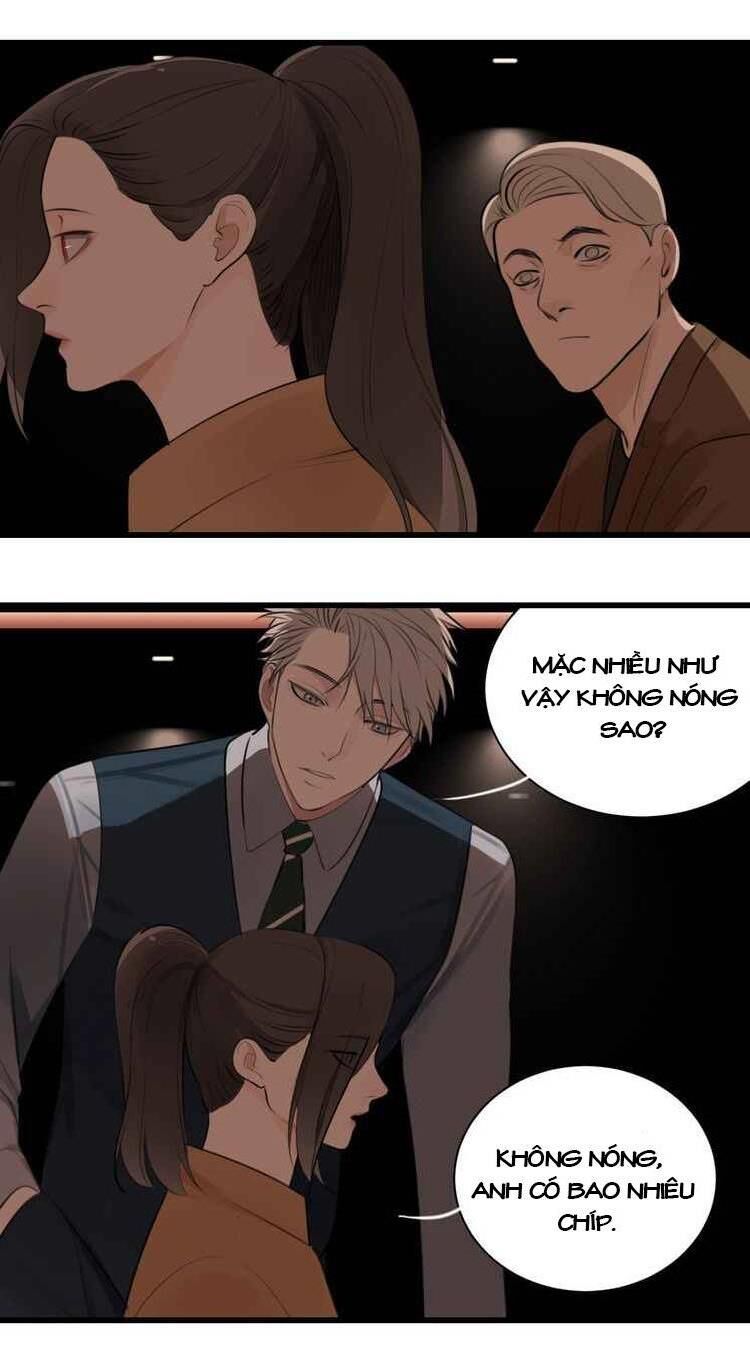 MẶC NHIỀU NHƯ
VẬY KHÔNG NÓNG
SAO?
KHÔNG NÓNG,
ANH CÓ BAO NHIÊU
CHÍP.